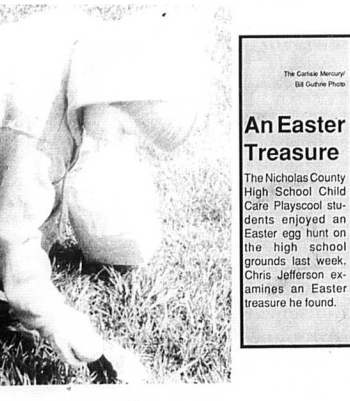 The Carlisle Mercury/
Bill Guthrie Photo
An Easter
Treasure
The Nicholas County
High School Child
Care Playscool stu-
dents enjoyed an
Easter egg hunt on
the high school
grounds last week.
Chris Jefferson ex-
amines an Easter
treasure he found.